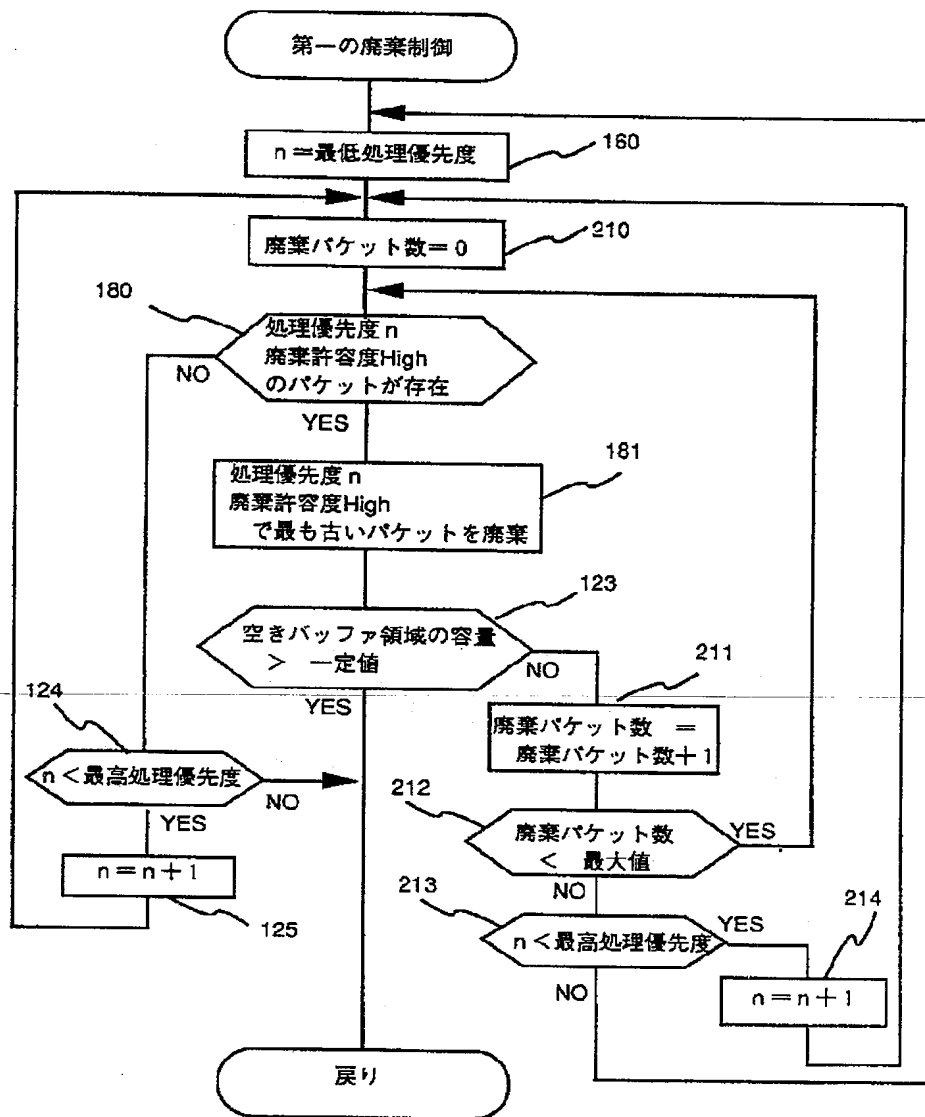 第一の廃棄制御
n=最低処理優先度
160
廃棄パケット数=0
210
180
処理優先度n
廃棄許容度High
のパケットが存在
NO
YES
181
処理優先度n
廃棄許容度High
で最も古いパケットを廃棄
123
空きバッファ領域の容量
> 一定値
NO
YES
211
廃棄パケット数 =
廃棄パケット数+1
124
n<最高処理優先度
NO
YES
212
廃棄パケット数
< 最大値
YES
NO
n=n+1
125
213
n<最高処理優先度
YES
NO
214
n=n+1
戻り